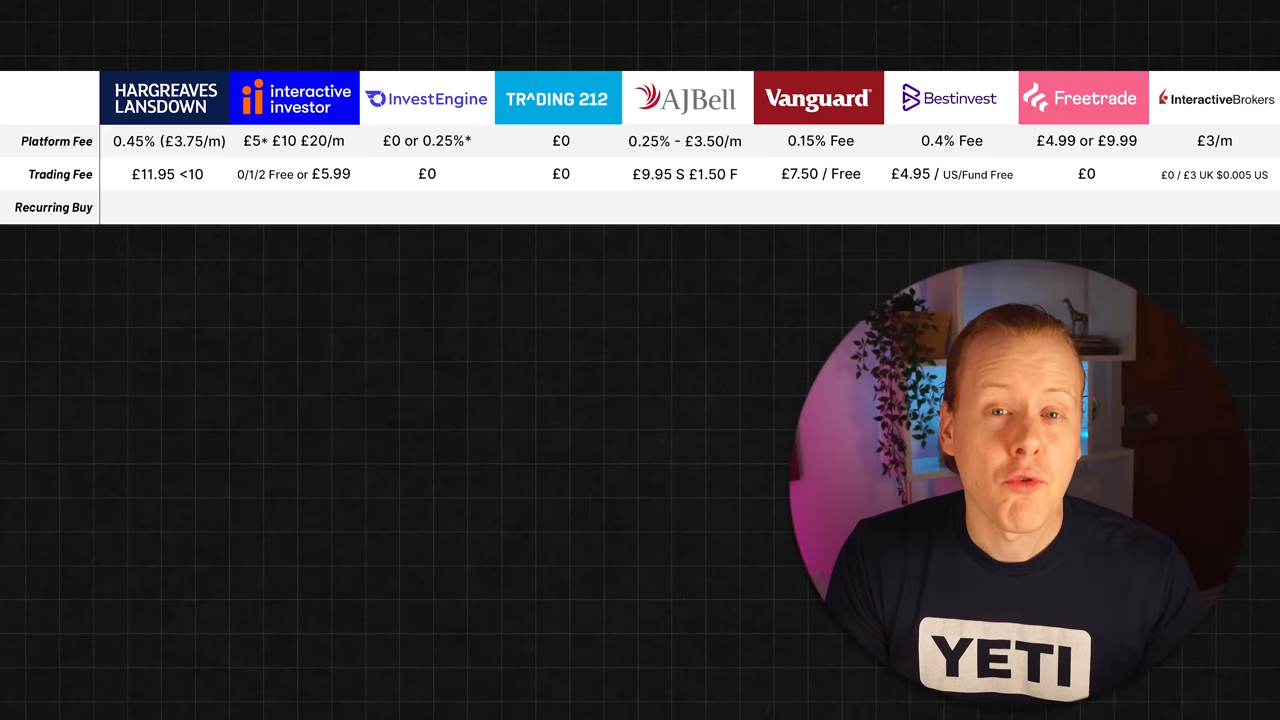 HARGREAVES LANSDOWN interactive investor InvestEngine TR^DING 212 AJBell Vanguard® Bestinvest Freetrade InteractiveBrokers
Platform Fee 0.45% (£3.75/m) £5* £10 £20/m £0 or 0.25%* £0 0.25% - £3.50/m 0.15% Fee 0.4% Fee £4.99 or £9.99 £3/m
Trading Fee £11.95 <10 0/1/2 Free or £5.99 £0 £0 £9.95 S £1.50 F £7.50 / Free £4.95 / US/Fund Free £0 £0 / £3 UK $0.005 US
Recurring Buy
YETI